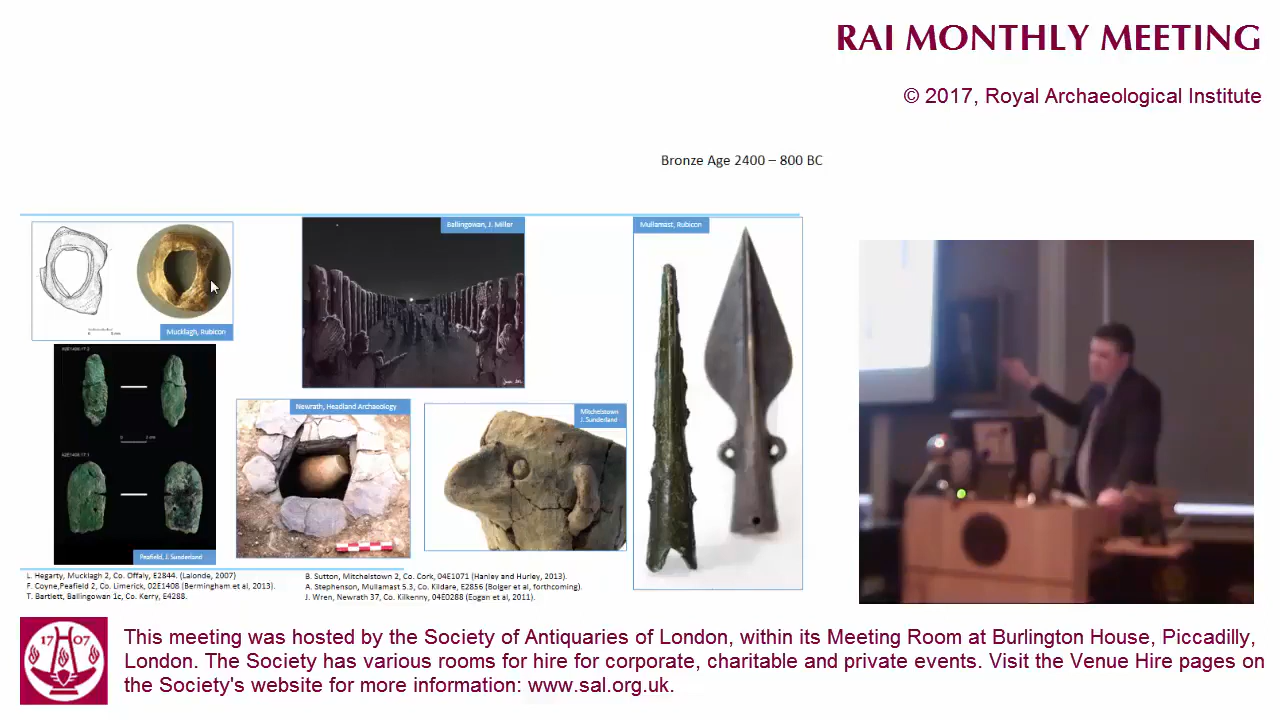 RAI MONTHLY MEETING
© 2017, Royal Archaeological Institute
Bronze Age 2400 – 800 BC
Mucklagh, Rubicon
Ballingowan, J. Miller
Mullamast, Rubicon
Newrath, Headland Archaeology
Mitchelstown
J. Sunderland
Peafield, J. Sunderland
L. Hegarty, Mucklagh 2, Co. Offaly, E2844. (Lalonde, 2007)
F. Coyne,Peafield 2, Co. Limerick, 02E1408 (Bermingham et al, 2013).
T. Bartlett, Ballingowan 1c, Co. Kerry, E4288.
B. Sutton, Mitchelstown 2, Co. Cork, 04E1071 (Hanley and Hurley, 2013).
A. Stephenson, Mullamast S.3, Co. Kildare, E2856 (Bolger et al, forthcoming).
J. Wren, Newrath 37, Co. Kilkenny, 04E0288 (Eogan et al, 2011).
17 07
This meeting was hosted by the Society of Antiquaries of London, within its Meeting Room at Burlington House, Piccadilly,
London. The Society has various rooms for hire for corporate, charitable and private events. Visit the Venue Hire pages on
the Society's website for more information: www.sal.org.uk.